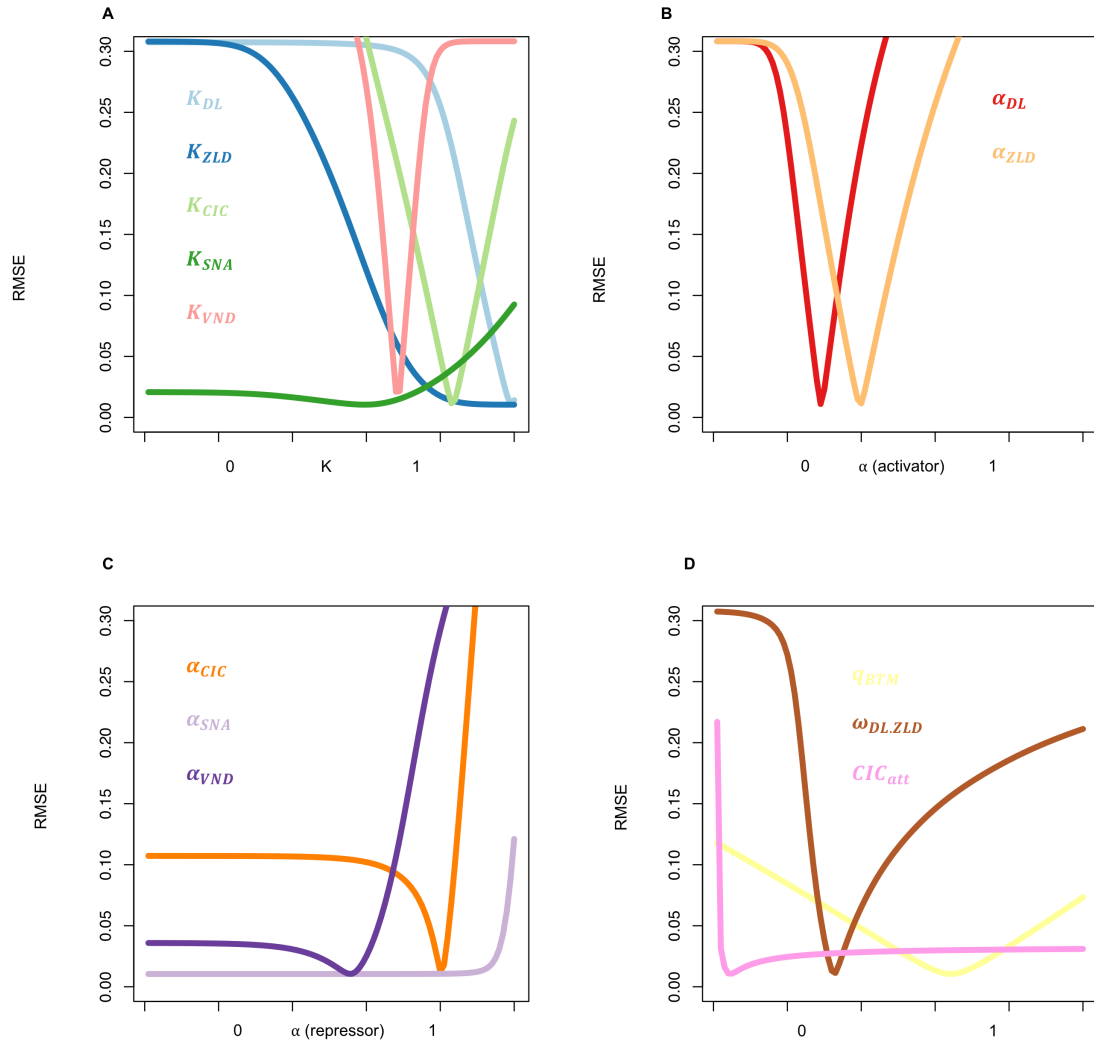 A
RMSE
0.30
0.25
0.20
0.15
0.10
0.05
0.00
K_DL
K_ZLD
K_CIC
K_SNA
K_VND
0 K 1
B
RMSE
0.30
0.25
0.20
0.15
0.10
0.05
0.00
α_DL
α_ZLD
0 α (activator) 1
C
RMSE
0.30
0.25
0.20
0.15
0.10
0.05
0.00
α_CIC
α_SNA
α_VND
0 α (repressor) 1
D
RMSE
0.30
0.25
0.20
0.15
0.10
0.05
0.00
q_BTM
ω_DL.ZLD
CIC_att
0 1